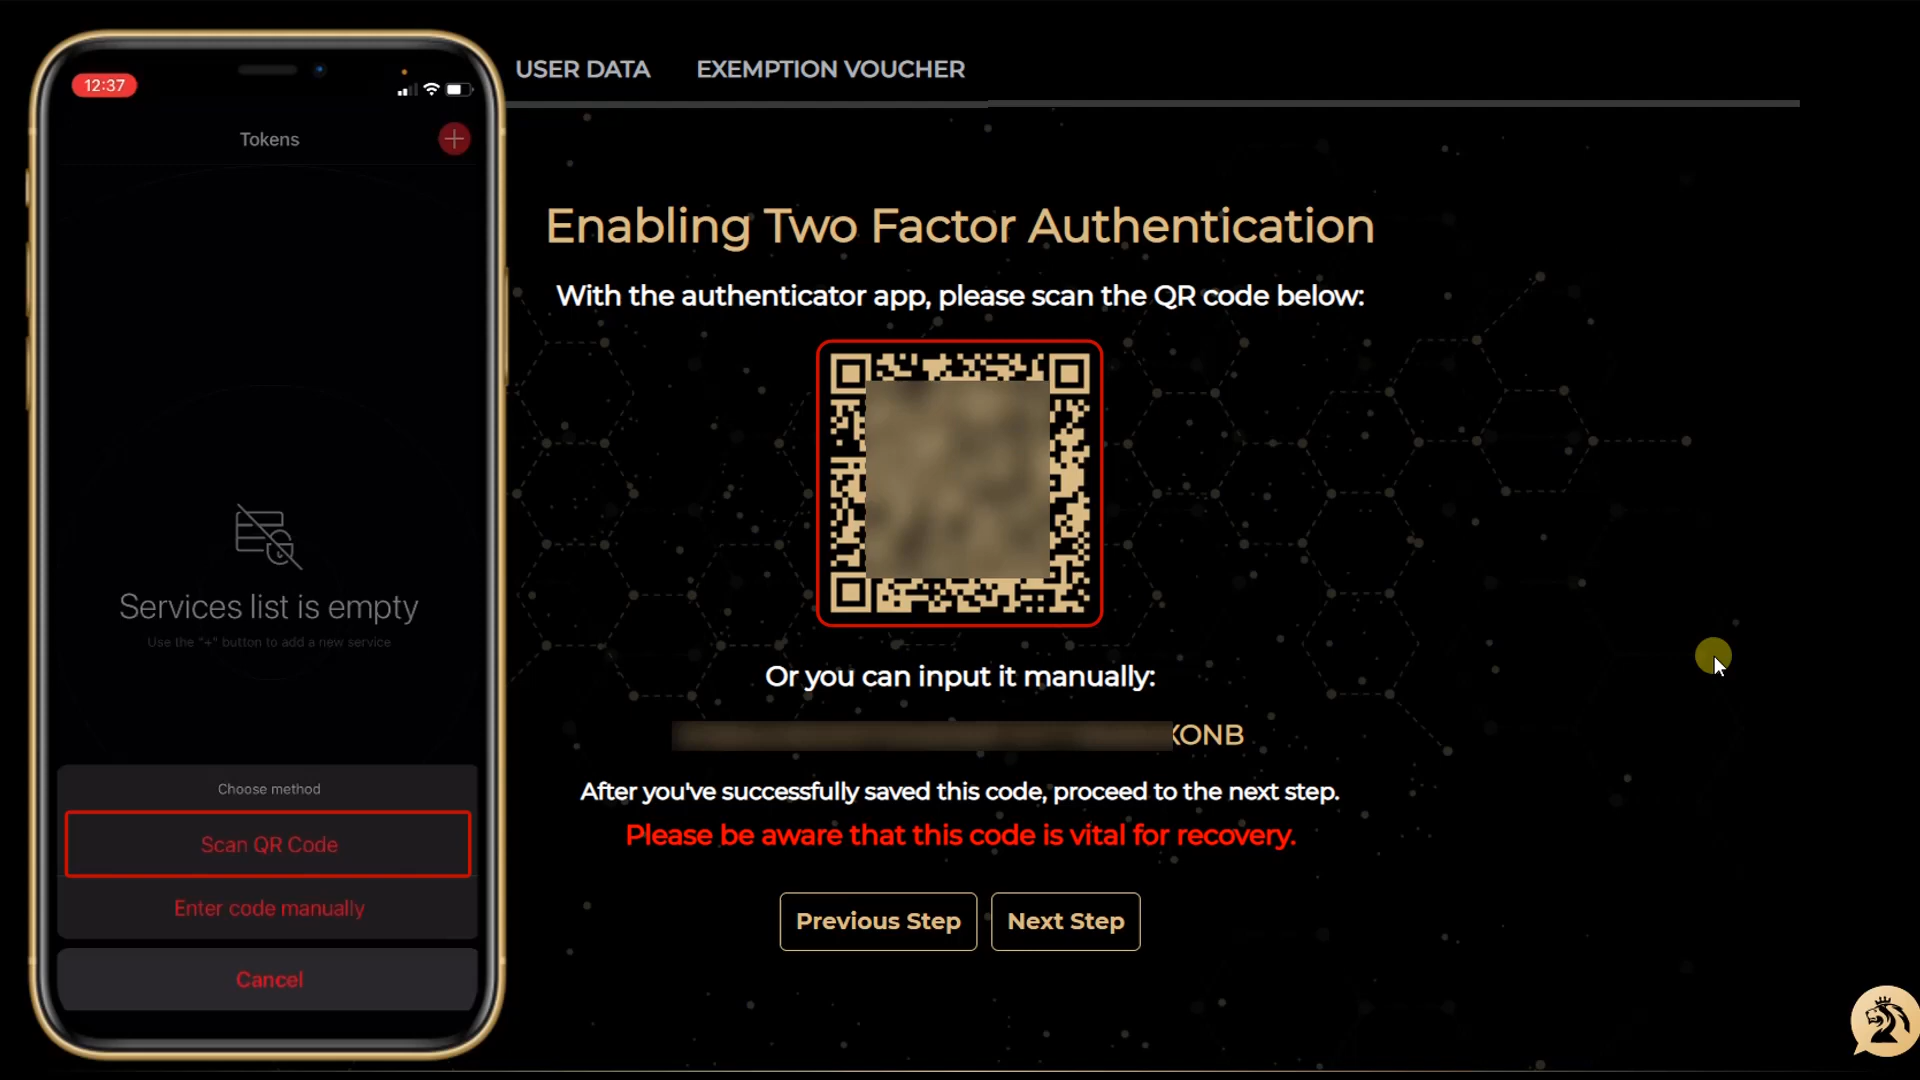 12:37
Tokens
Services list is empty
Use the "+" button to add a new service
Choose method
Scan QR Code
Enter code manually
Cancel
USER DATA
EXEMPTION VOUCHER
Enabling Two Factor Authentication
With the authenticator app, please scan the QR code below:
Or you can input it manually:
ONB
After you've successfully saved this code, proceed to the next step.
Please be aware that this code is vital for recovery.
Previous Step
Next Step